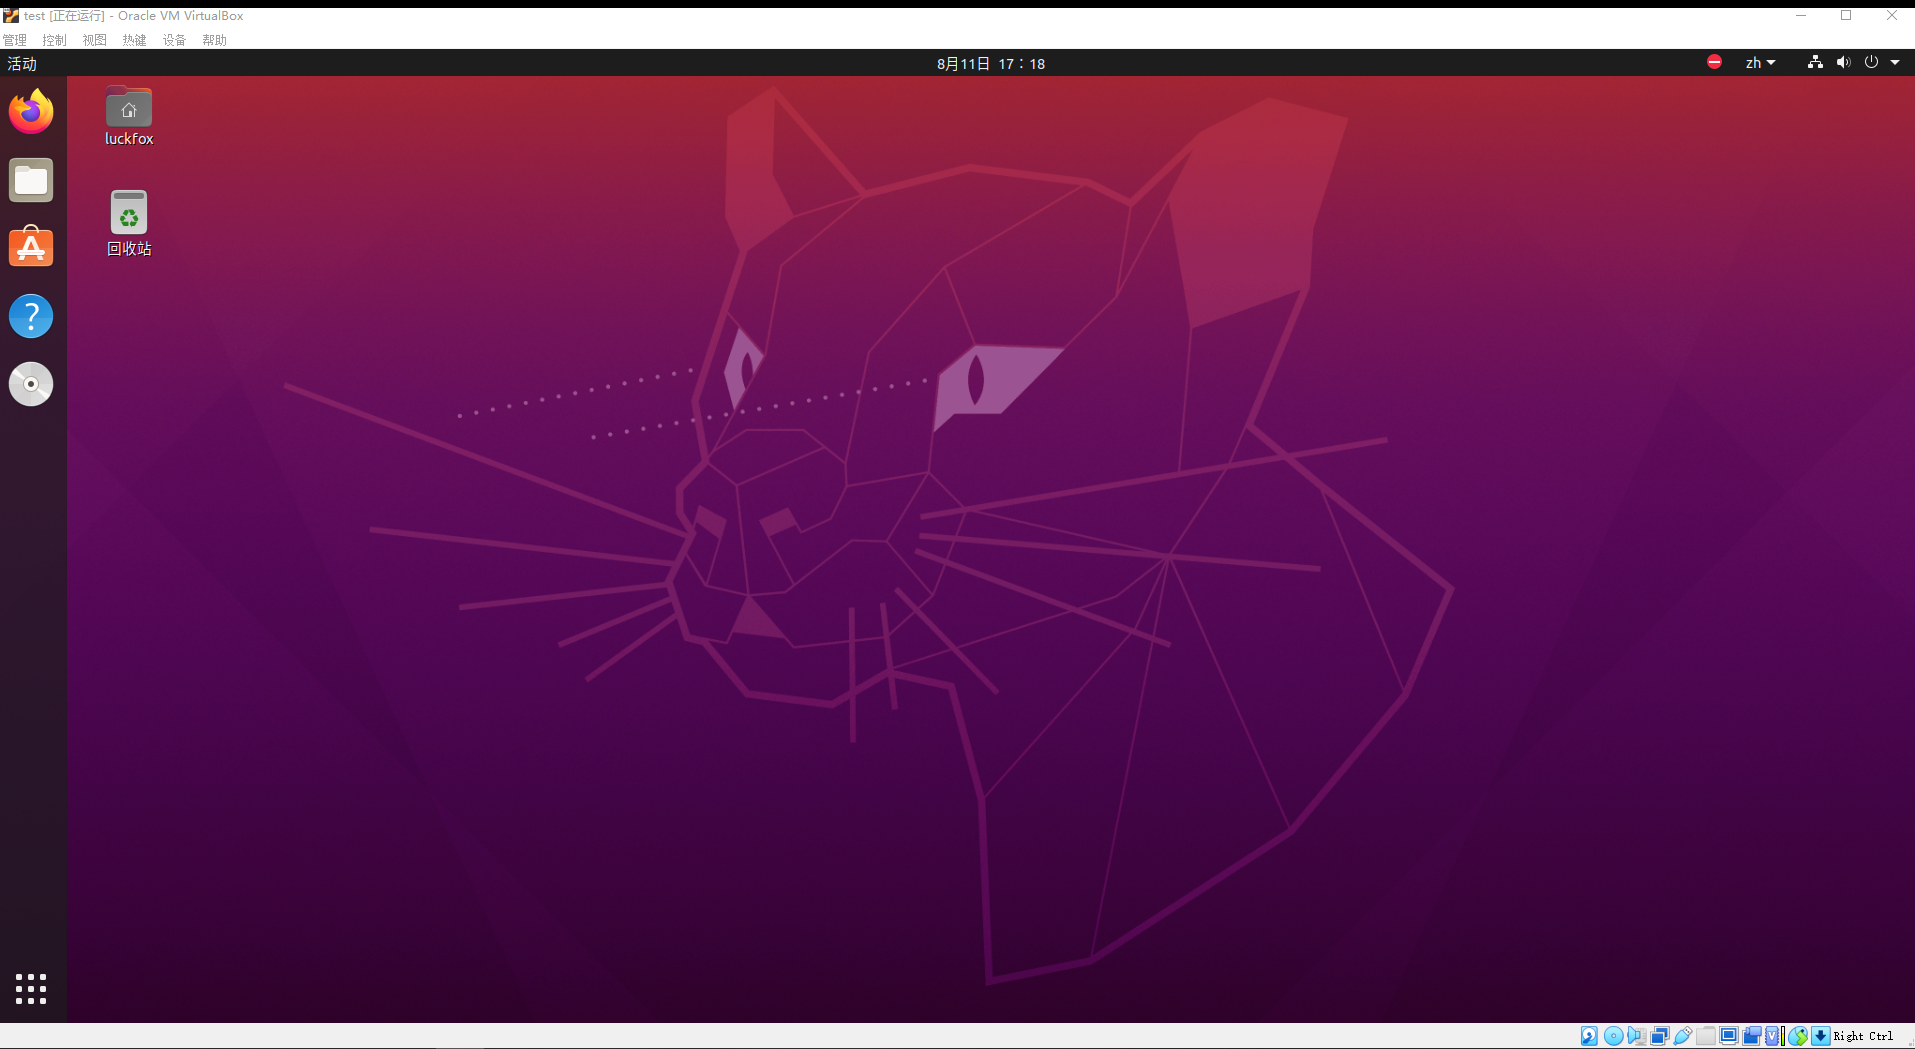 test [正在运行] - Oracle VM VirtualBox
管理 控制 视图 热键 设备 帮助
活动 8月11日 17：18 zh
luckfox
回收站
Right Ctrl